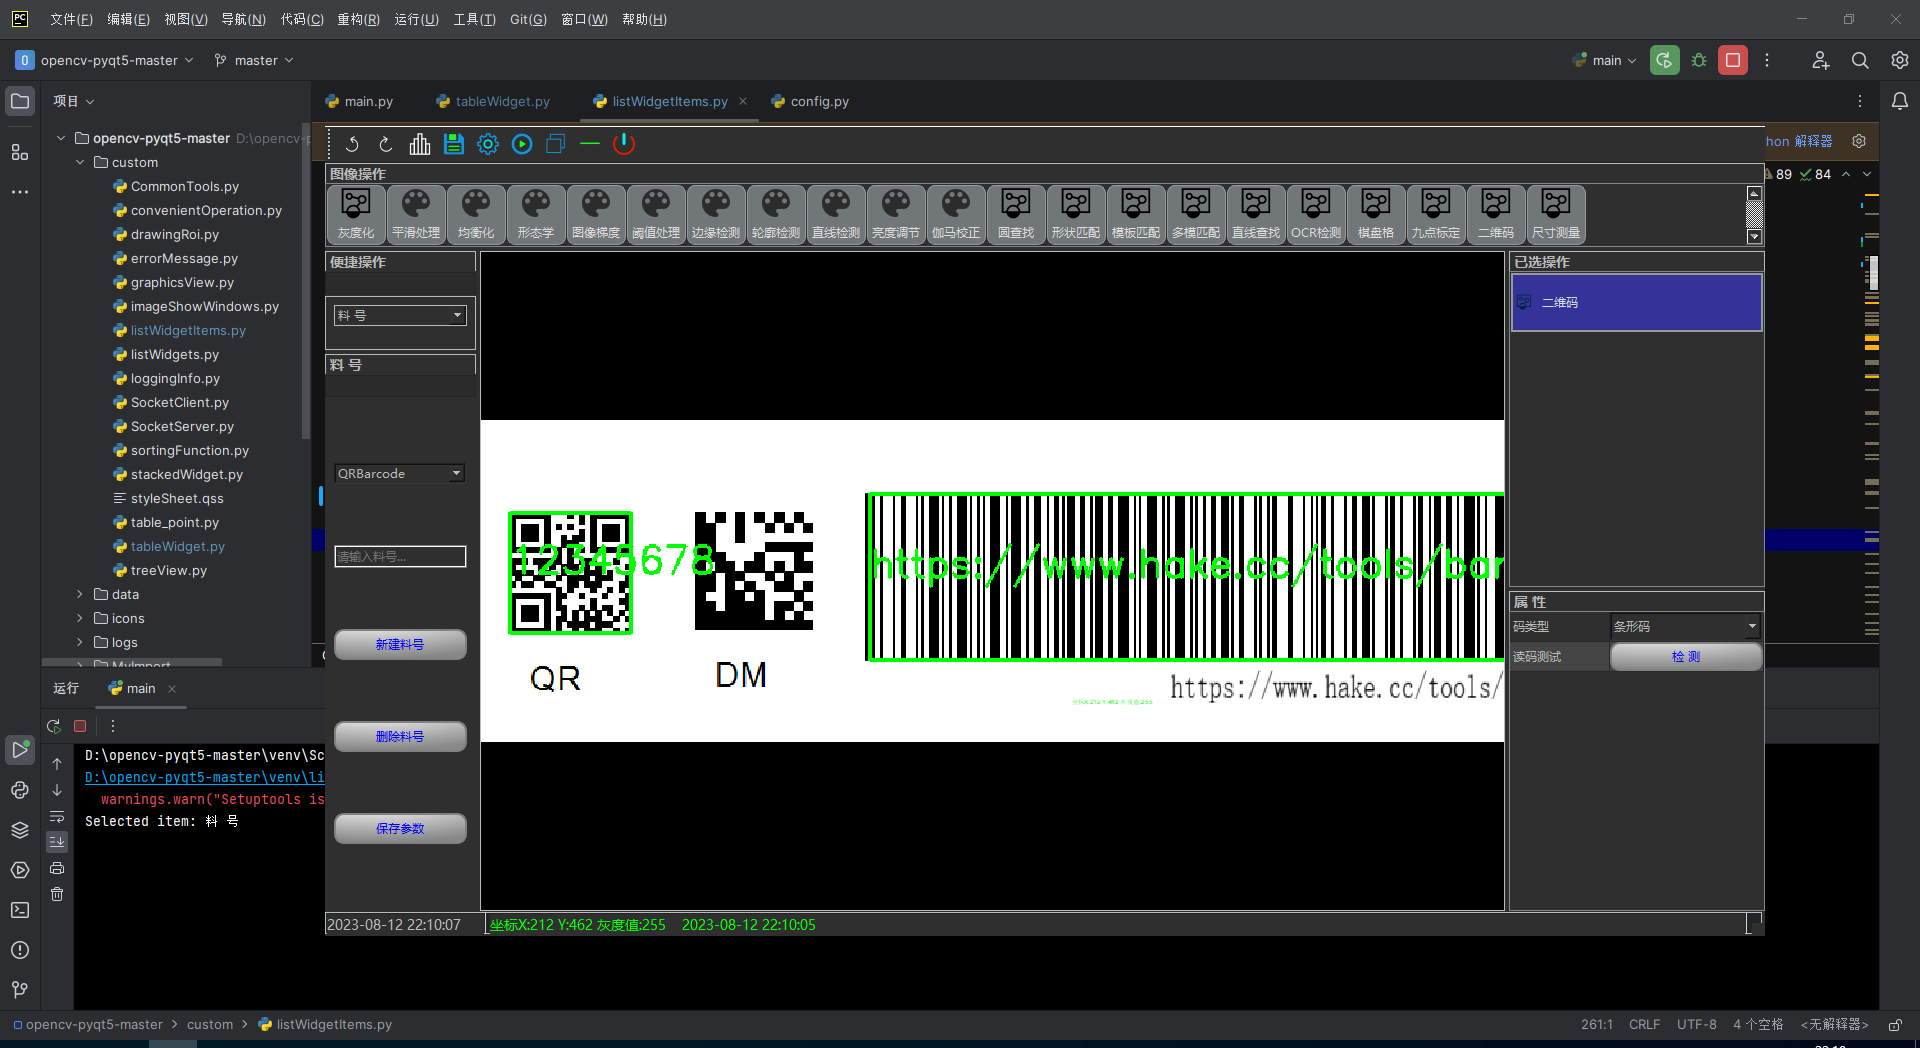 PC 文件(F) 编辑(E) 视图(V) 导航(N) 代码(C) 重构(R) 运行(U) 工具(T) Git(G) 窗口(W) 帮助(H)
O opencv-pyqt5-master master main
项目
main.py tableWidget.py listWidgetItems.py config.py
opencv-pyqt5-master D:\opencv-p
custom
CommonTools.py
convenientOperation.py
drawingRoi.py
errorMessage.py
graphicsView.py
imageShowWindows.py
listWidgetItems.py
listWidgets.py
loggingInfo.py
SocketClient.py
SocketServer.py
sortingFunction.py
stackedWidget.py
styleSheet.qss
table_point.py
tableWidget.py
treeView.py
data
icons
logs
MyImport
hon 解释器
89 84
图像操作
灰度化 平滑处理 均衡化 形态学 图像梯度 阈值处理 边缘检测 轮廓检测 直线检测 亮度调节 伽马校正 圆查找 形状匹配 模板匹配 多模匹配 直线查找 OCR检测 棋盘格 九点标定 二维码 尺寸测量
便捷操作
料 号
料 号
QRBarcode
请输入料号...
新建料号
删除料号
保存参数
12345678
https://www.hake.cc/tools/bar
QR
DM
https://www.hake.cc/tools/
坐标X:212 Y:462 灰度值:255
已选操作
二维码
属 性
码类型 条形码
读码测试 检 测
2023-08-12 22:10:07 坐标X:212 Y:462 灰度值:255 2023-08-12 22:10:05
运行 main
D:\opencv-pyqt5-master\venv\Sc
D:\opencv-pyqt5-master\venv\li
warnings.warn("Setuptools is
Selected item: 料 号
opencv-pyqt5-master > custom > listWidgetItems.py
261:1 CRLF UTF-8 4 个空格 <无解释器>